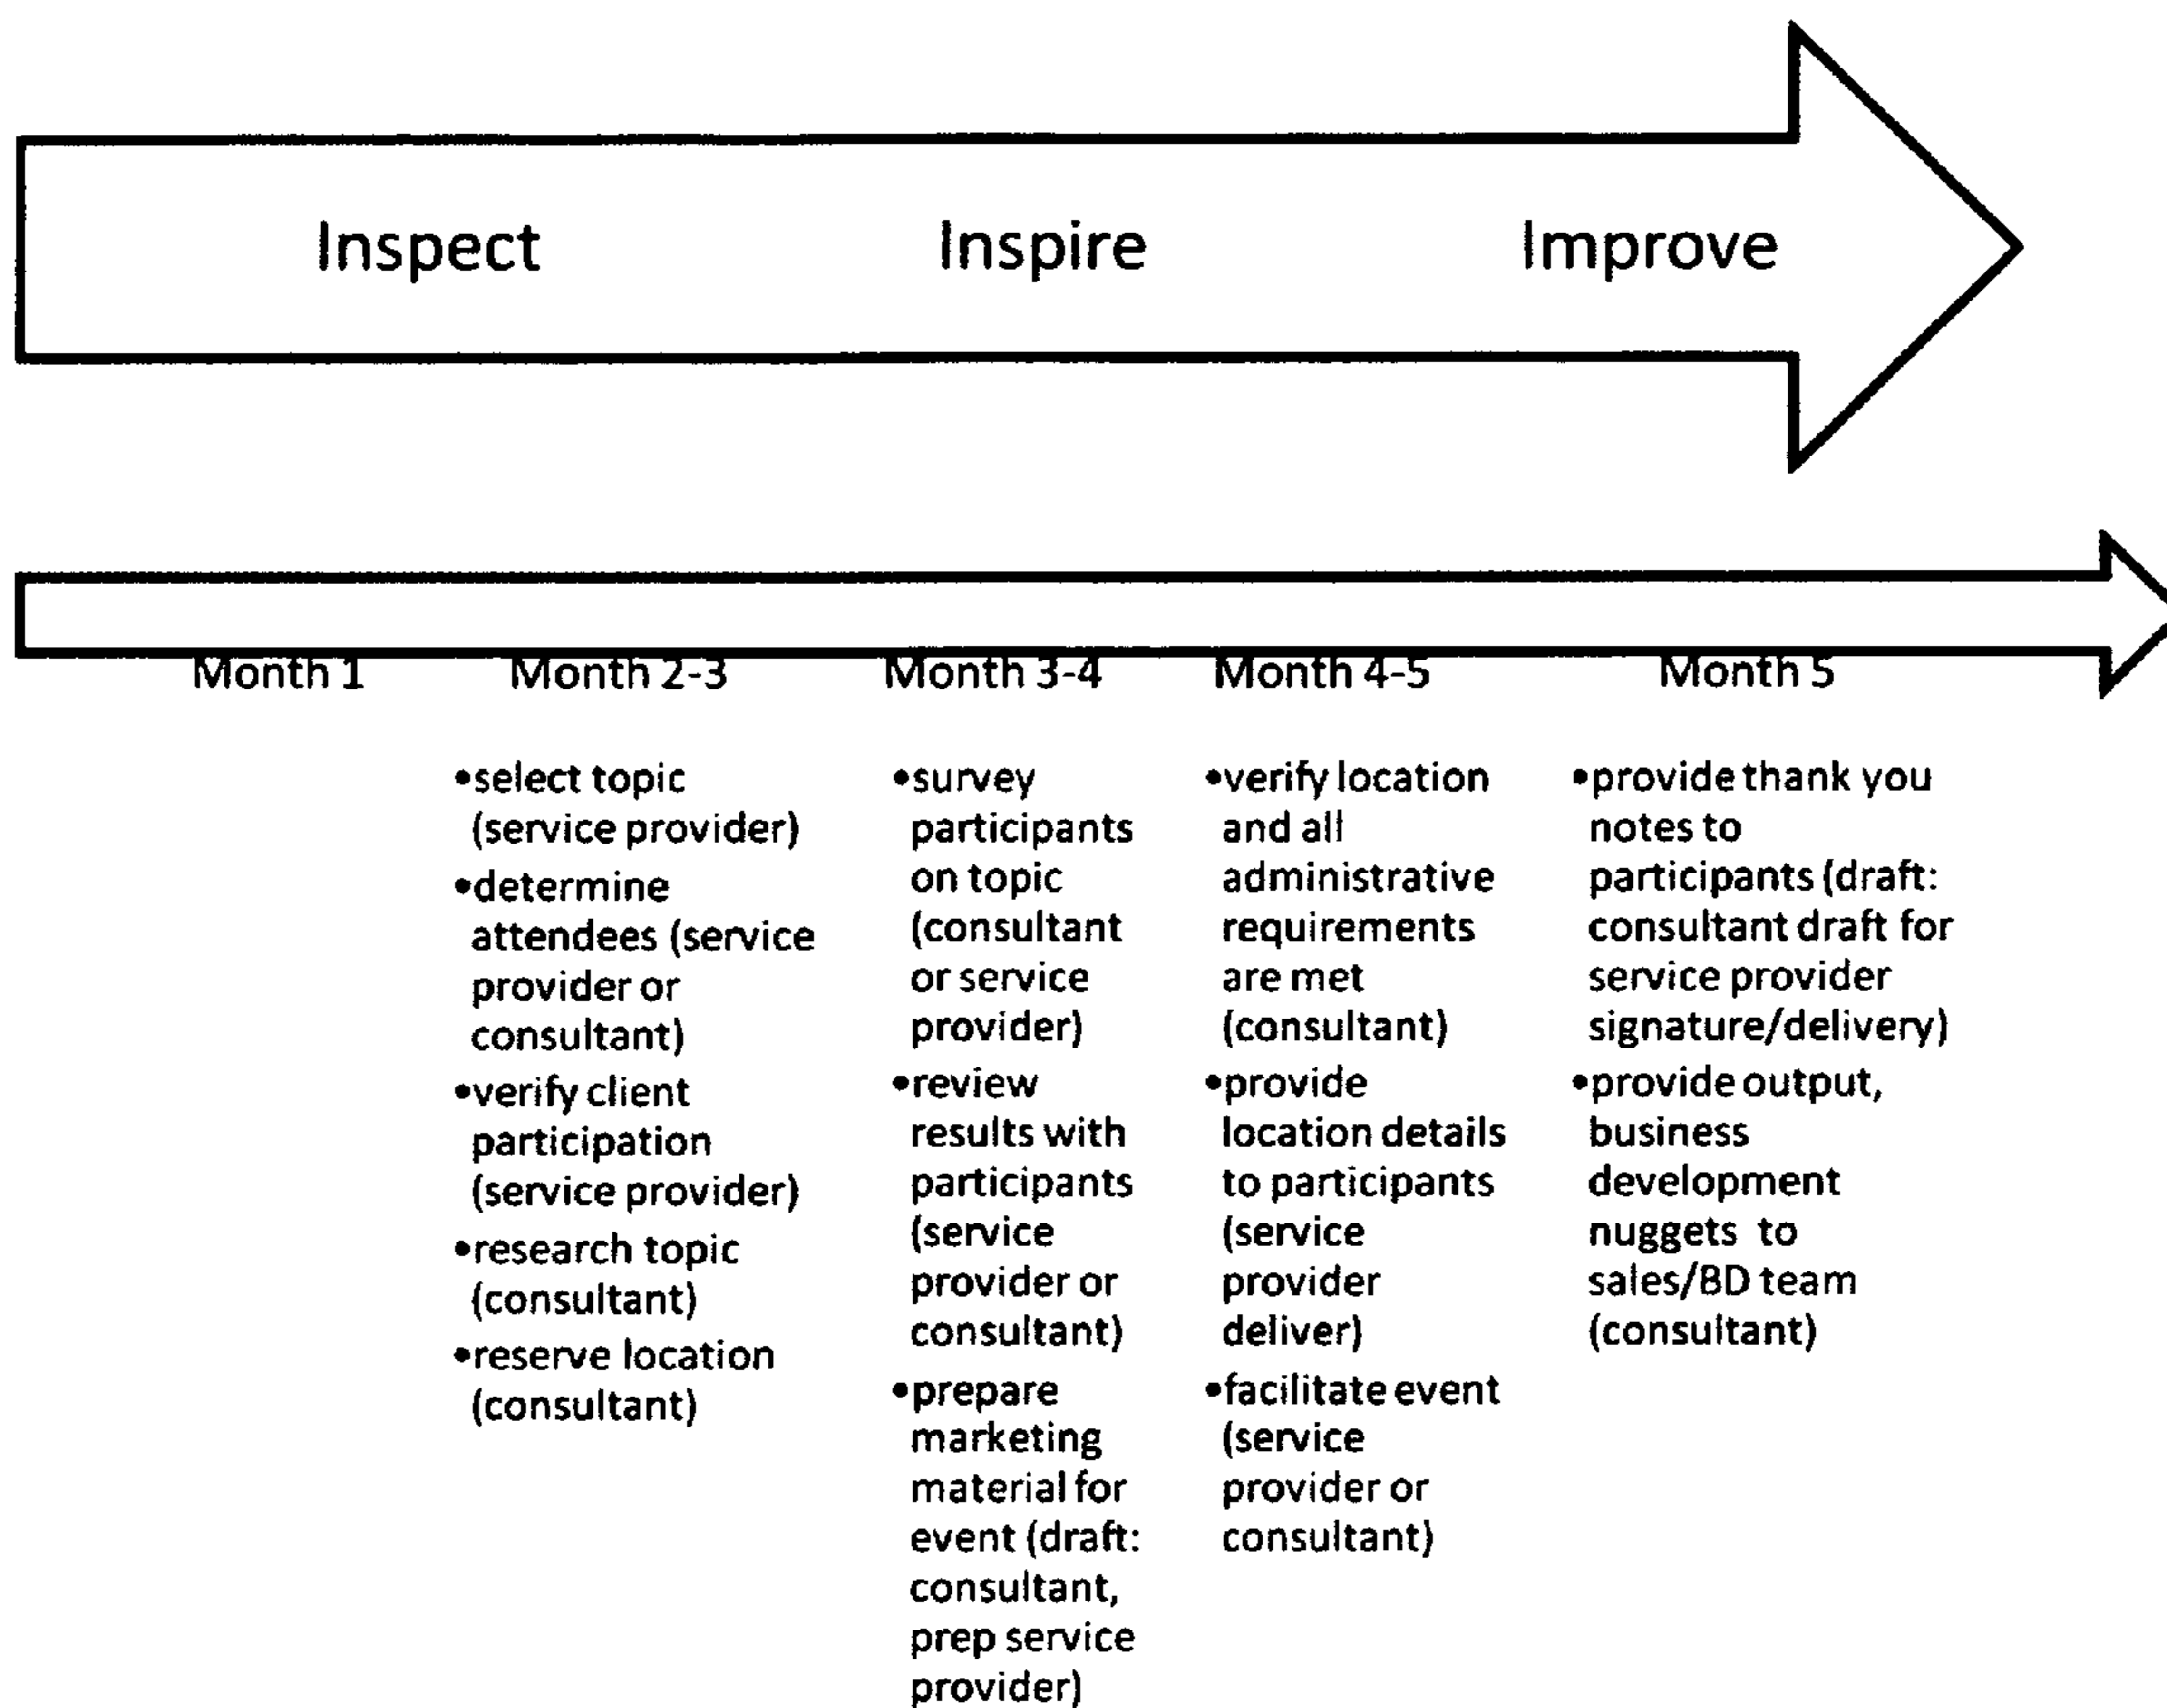 Inspect
Inspire
Improve
Month 1
Month 2-3
Month 3-4
Month 4-5
Month 5
•select topic
(service provider)
•determine
attendees (service
provider or
consultant)
•verify client
participation
(service provider)
•research topic
(consultant)
•reserve location
(consultant)
•survey
participants
on topic
(consultant
or service
provider)
•review
results with
participants
(service
provider or
consultant)
•prepare
marketing
material for
event (draft:
consultant,
prep service
provider)
•verify location
and all
administrative
requirements
are met
(consultant)
•provide
location details
to participants
(service
provider
deliver)
•facilitate event
(service
provider or
consultant)
•provide thank you
notes to
participants (draft:
consultant draft for
service provider
signature/delivery)
•provide output,
business
development
nuggets to
sales/BD team
(consultant)